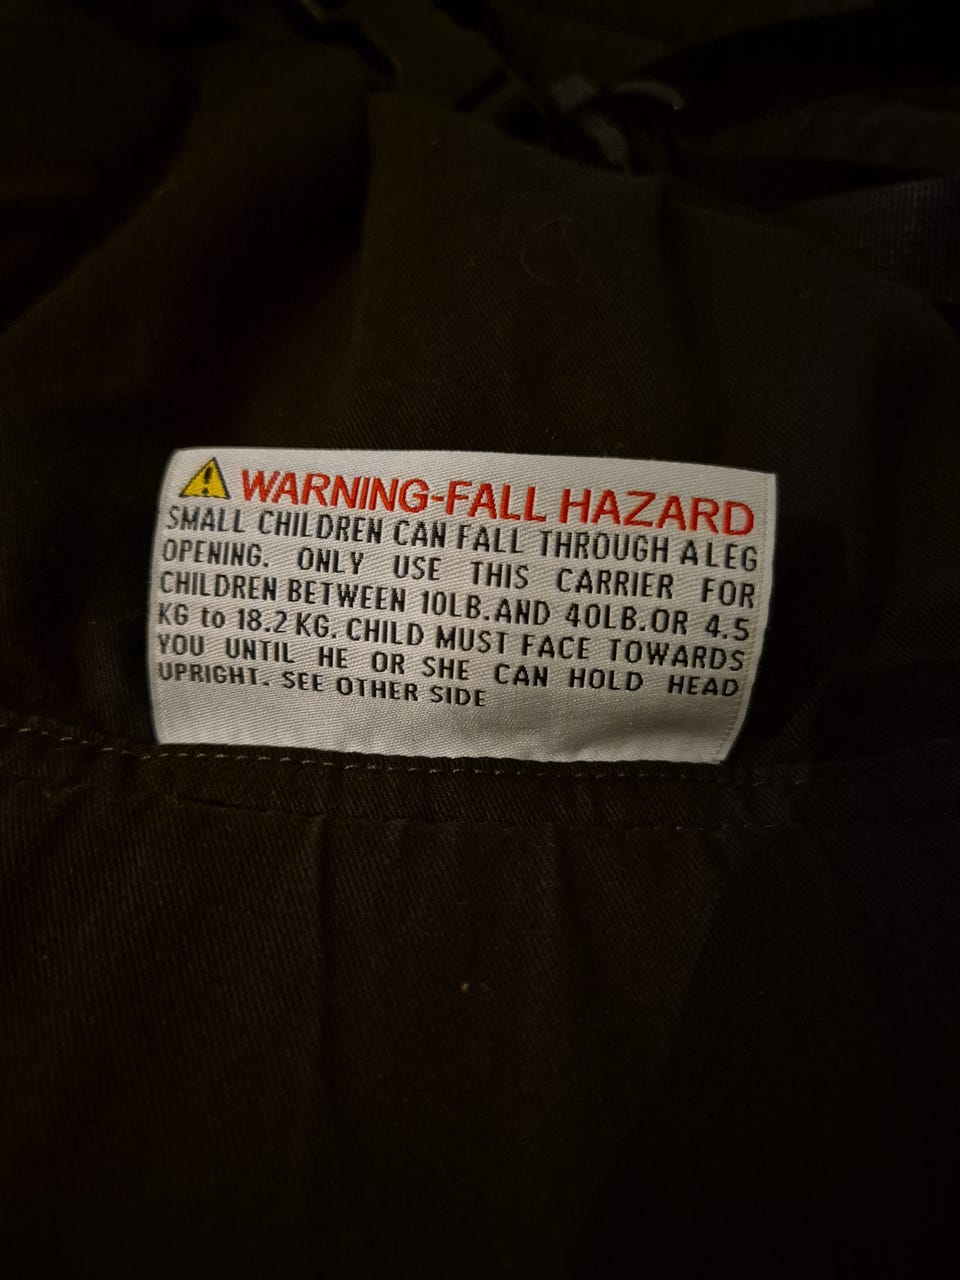 WARNING-FALL HAZARD
SMALL CHILDREN CAN FALL THROUGH A LEG
OPENING. ONLY USE THIS CARRIER FOR
CHILDREN BETWEEN 10LB.AND 40LB.OR 4.5
KG to 18.2 KG. CHILD MUST FACE TOWARDS
YOU UNTIL HE OR SHE CAN HOLD HEAD
UPRIGHT. SEE OTHER SIDE